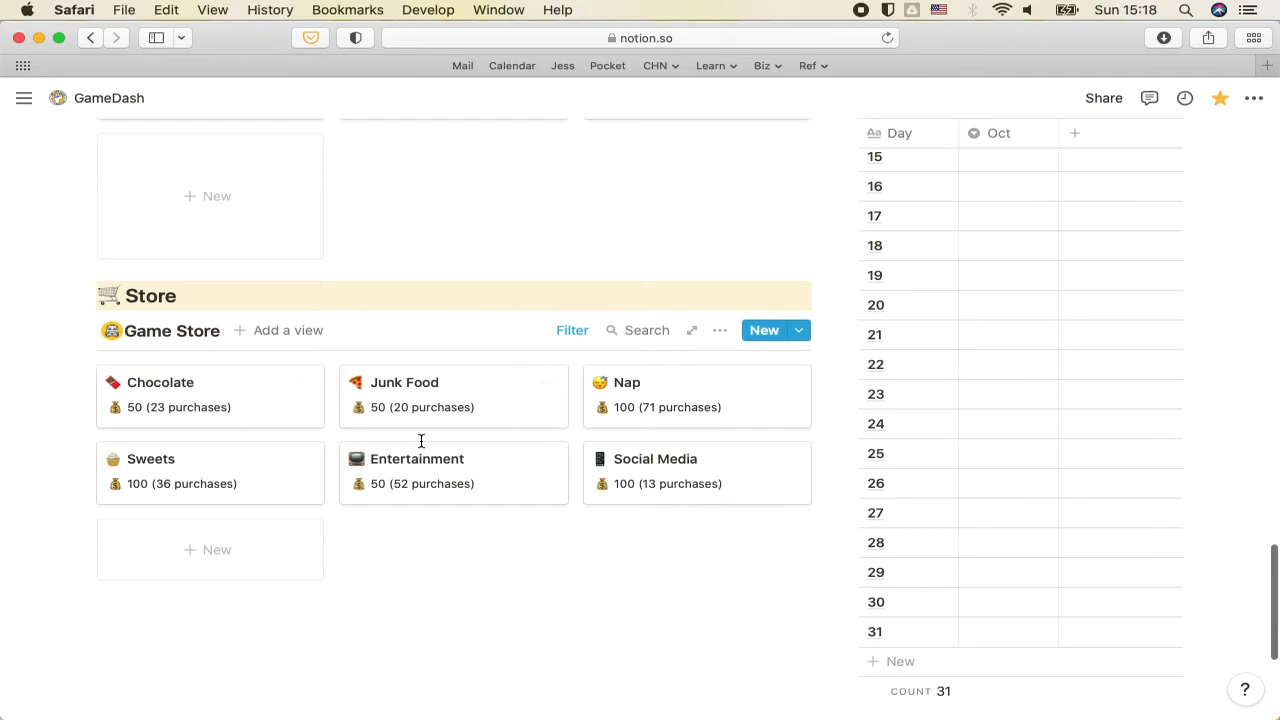 Safari File Edit View History Bookmarks Develop Window Help Sun 15:18
notion.so
Mail Calendar Jess Pocket CHN Learn Biz Ref
GameDash Share
Aa Day Oct
15
+ New
16
17
18
19
20
21
22
23
24
25
26
27
28
29
30
31
+ New
COUNT 31
Store
Game Store + Add a view Filter Search New
Chocolate
50 (23 purchases)
Junk Food
50 (20 purchases)
Nap
100 (71 purchases)
Sweets
100 (36 purchases)
Entertainment
50 (52 purchases)
Social Media
100 (13 purchases)
+ New
?